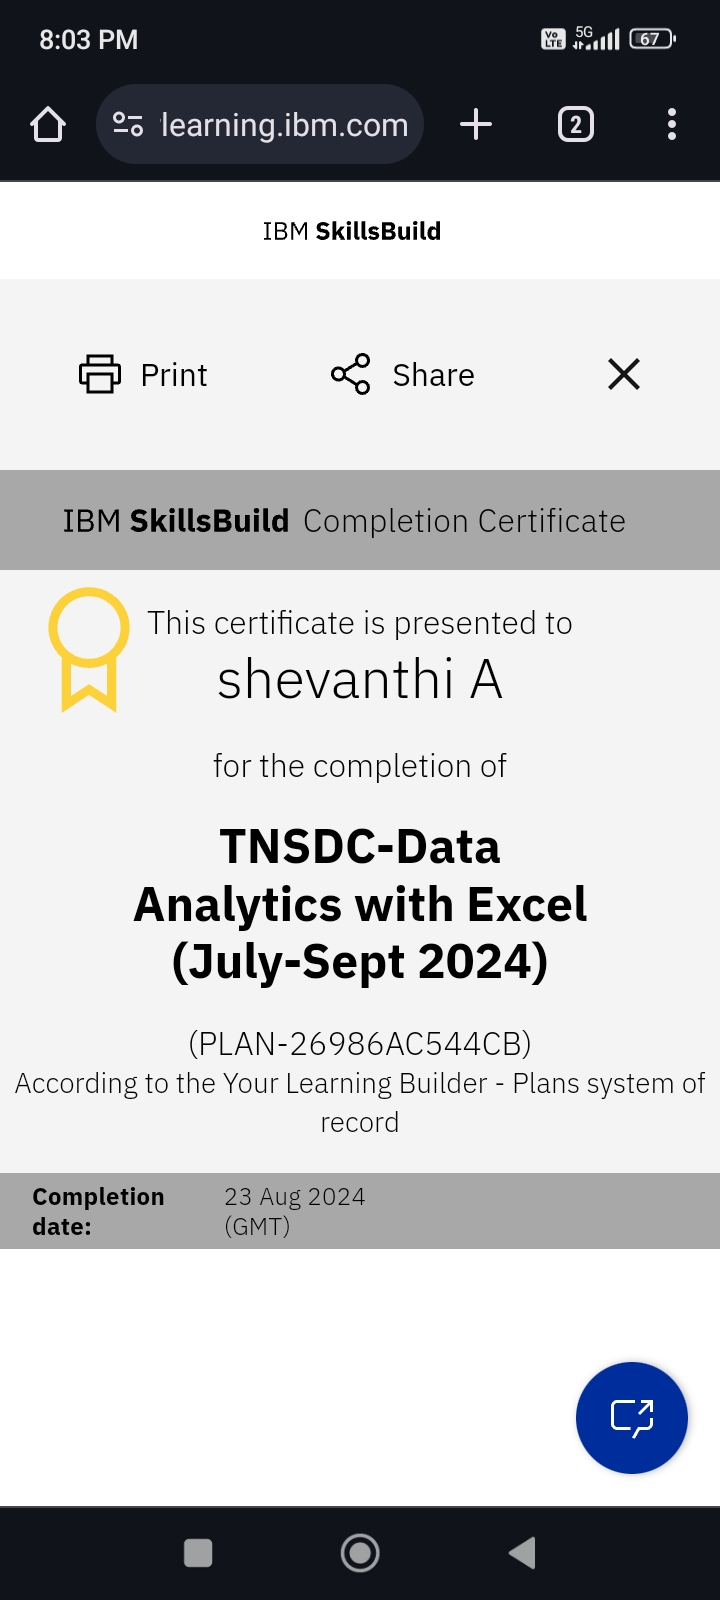 8:03 PM
Vo LTE 5G 67
learning.ibm.com
2
IBM SkillsBuild
Print
Share
IBM SkillsBuild Completion Certificate
This certificate is presented to
shevanthi A
for the completion of
TNSDC-Data
Analytics with Excel
(July-Sept 2024)
(PLAN-26986AC544CB)
According to the Your Learning Builder - Plans system of
record
Completion date: 23 Aug 2024 (GMT)